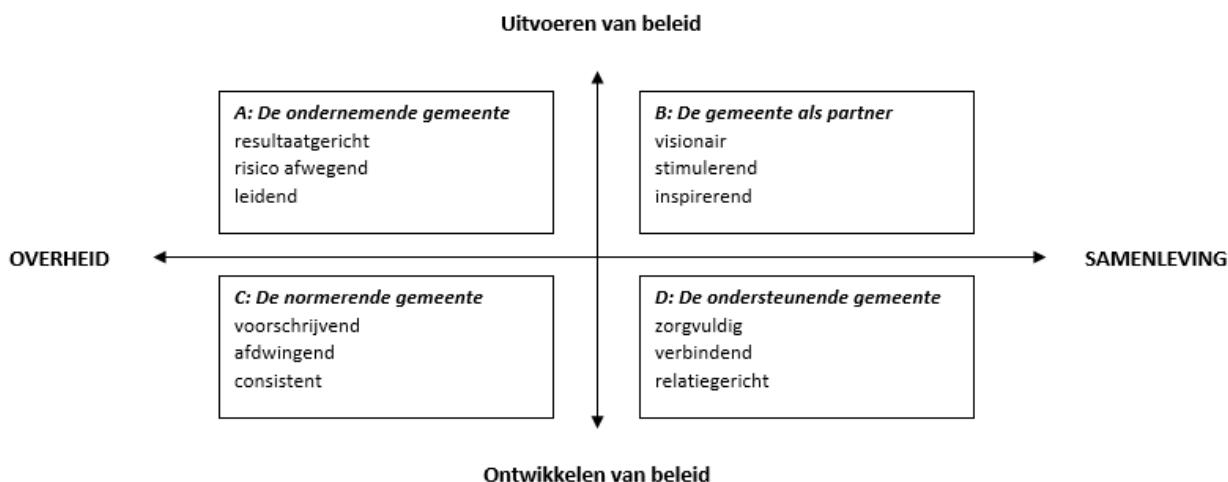 Uitvoeren van beleid
A: De ondernemende gemeente
resultaatgericht
risico afwegend
leidend
B: De gemeente als partner
visionair
stimulerend
inspirerend
OVERHEID
SAMENLEVING
C: De normerende gemeente
voorschrijvend
afdwingend
consistent
D: De ondersteunende gemeente
zorgvuldig
verbindend
relatiegericht
Ontwikkelen van beleid